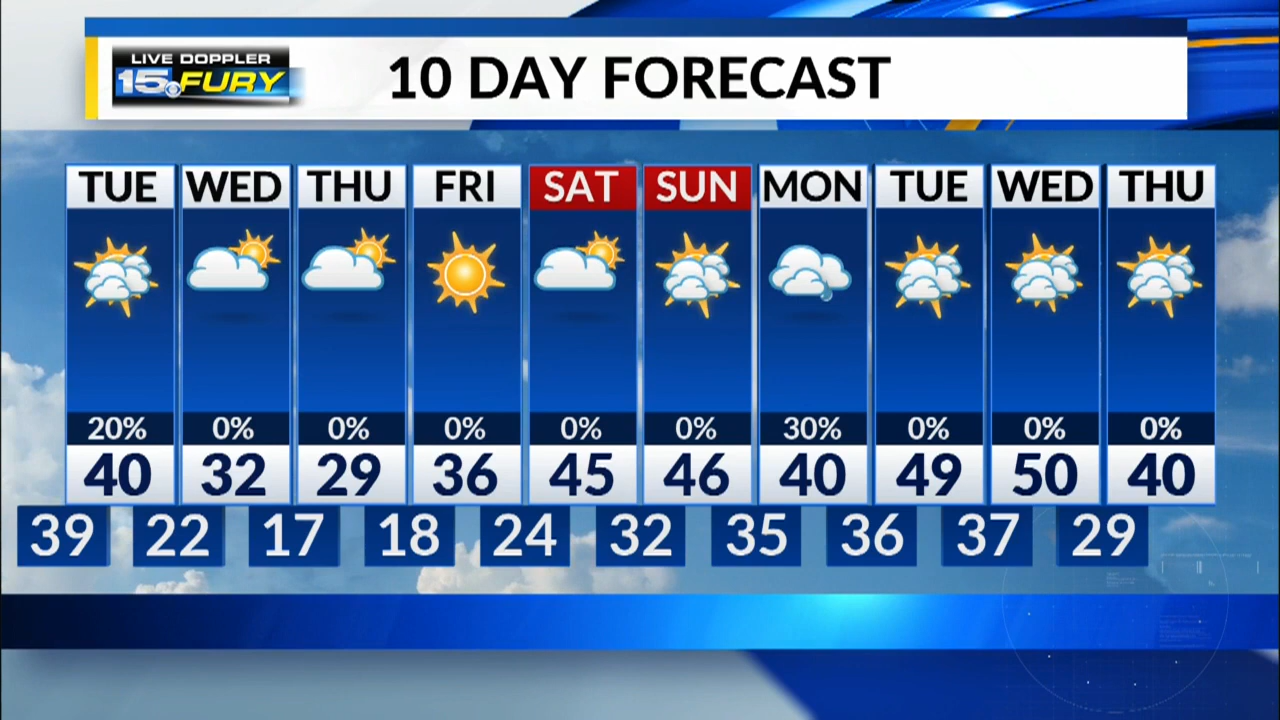 LIVE DOPPLER
15 FURY
10 DAY FORECAST
TUE WED THU FRI SAT SUN MON TUE WED THU
20% 0% 0% 0% 0% 0% 30% 0% 0% 0%
40 32 29 36 45 46 40 49 50 40
39 22 17 18 24 32 35 36 37 29